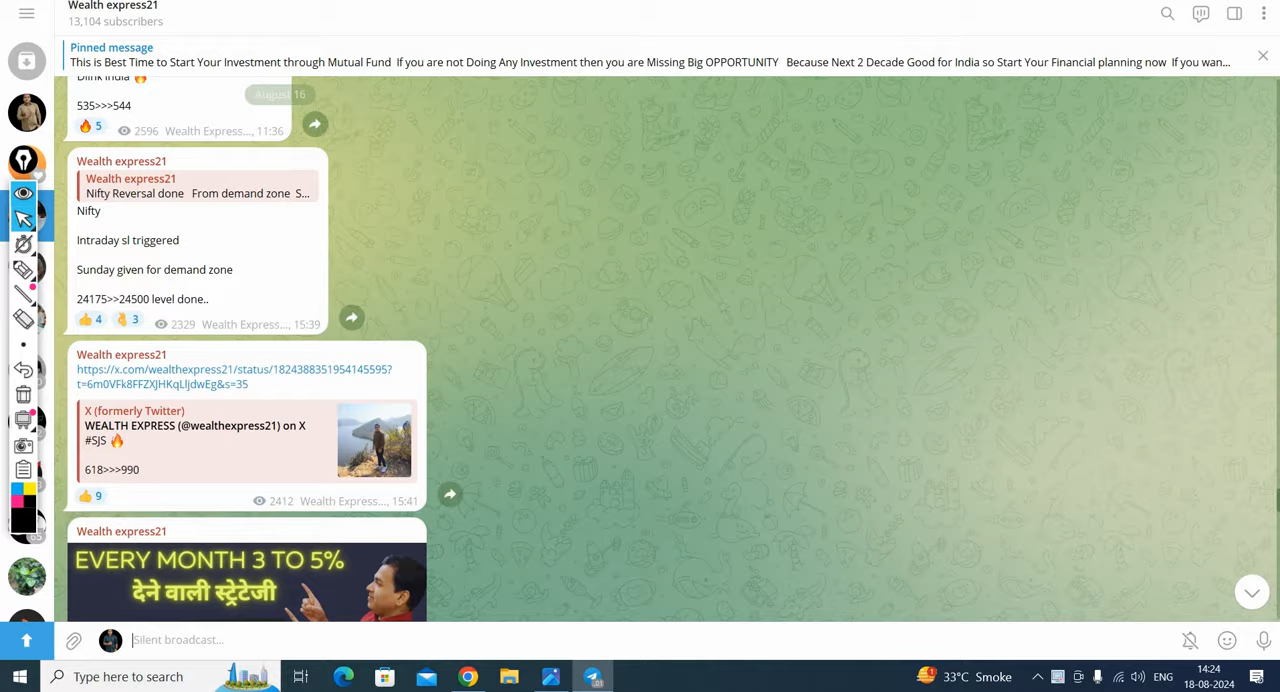 Wealth express21
13,104 subscribers
Pinned message
This is Best Time to Start Your Investment through Mutual Fund If you are not Doing Any Investment then you are Missing Big OPPORTUNITY Because Next 2 Decade Good for India so Start Your Financial planning now If you wan...
Dlink India 🔥
August 16
535>>>544
🔥 5
2596 Wealth Express..., 11:36
Wealth express21
Wealth express21
Nifty Reversal done From demand zone S...
Nifty
Intraday sl triggered
Sunday given for demand zone
24175>>24500 level done..
👍 4
👌 3
2329 Wealth Express..., 15:39
Wealth express21
https://x.com/wealthexpress21/status/1824388351954145595?
t=6m0VFk8FFZXJHKqLljdwEg&s=35
X (formerly Twitter)
WEALTH EXPRESS (@wealthexpress21) on X
#SJS 🔥
618>>>990
👍 9
2412 Wealth Express..., 15:41
Wealth express21
EVERY MONTH 3 TO 5%
देने वाली स्ट्रेटेजी
Silent broadcast...
Type here to search
33°C Smoke
ENG
14:24
18-08-2024